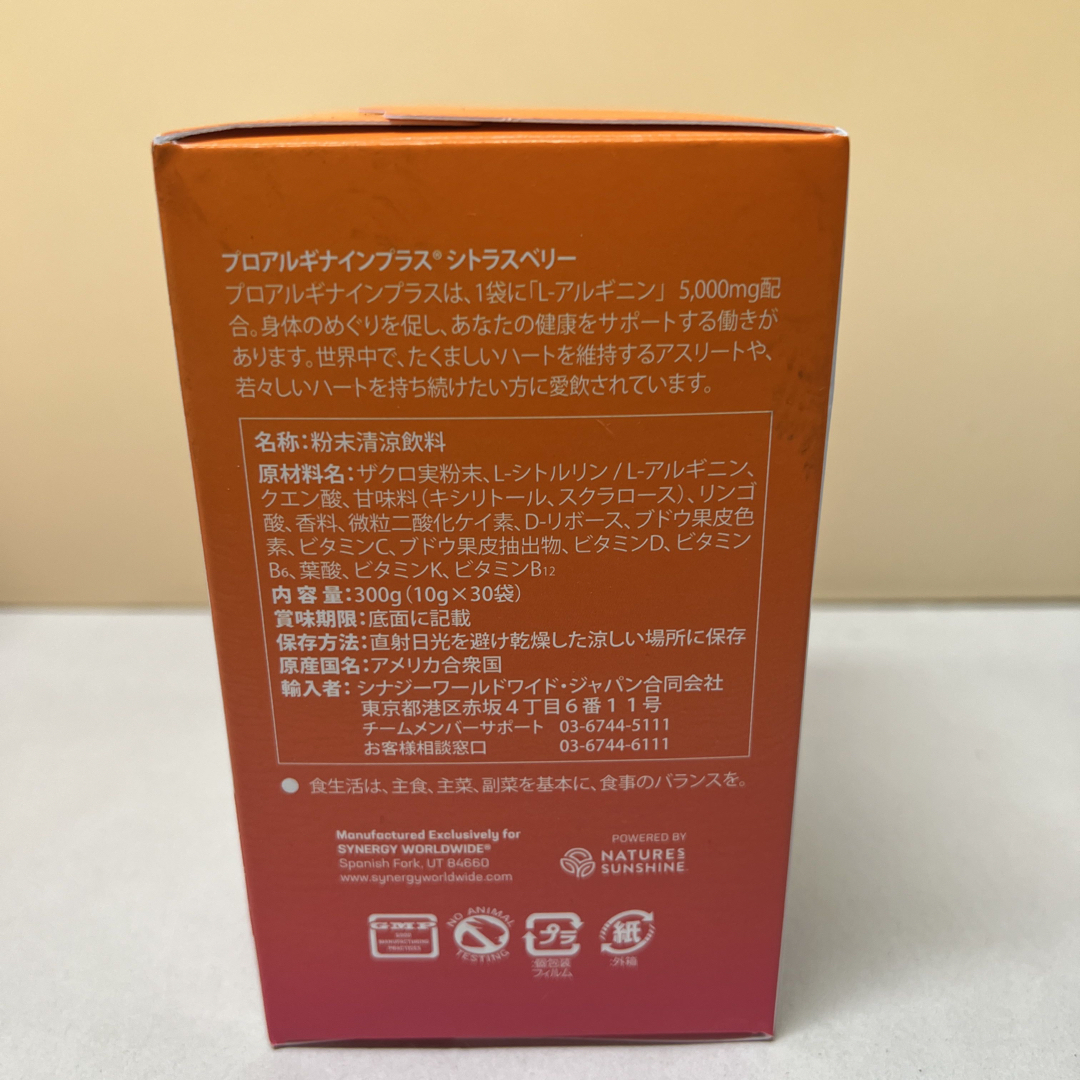 プロアルギナインプラス® シトラスベリー
プロアルギナインプラスは、1袋に「L-アルギニン」 5,000mg配
合。身体のめぐりを促し、あなたの健康をサポートする働きが
あります。世界中で、たくましいハートを維持するアスリートや、
若々しいハートを持ち続けたい方に愛飲されています。
名称:粉末清涼飲料
原材料名:ザクロ実粉末、L-シトルリン / L-アルギニン、
クエン酸、甘味料(キシリトール、スクラロース)、リンゴ
酸、香料、微粒二酸化ケイ素、D-リボース、ブドウ果皮色
素、ビタミンC、ブドウ果皮抽出物、ビタミンD、ビタミン
B6、葉酸、ビタミンK、ビタミンB12
内容量:300g(10g×30袋)
賞味期限:底面に記載
保存方法:直射日光を避け乾燥した涼しい場所に保存
原産国名:アメリカ合衆国
輸入者:シナジーワールドワイド・ジャパン合同会社
東京都港区赤坂4丁目6番11号
チームメンバーサポート 03-6744-5111
お客様相談窓口 03-6744-6111
● 食生活は、主食、主菜、副菜を基本に、食事のバランスを。
Manufactured Exclusively for
SYNERGY WORLDWIDE®
Spanish Fork, UT 84660
www.synergyworldwide.com
POWERED BY
NATURE'S
SUNSHINE
GMP
GOOD
MANUFACTURING
PRACTICES
NO ANIMAL
TESTING
プラ
個包装
フィルム
紙
外箱